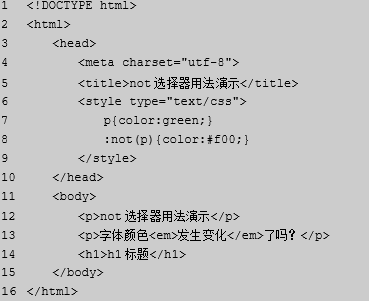 1 <!DOCTYPE html>
2 <html>
3 <head>
4 <meta charset="utf-8">
5 <title>not选择器用法演示</title>
6 <style type="text/css">
7 p{color:green;}
8 :not(p){color:#f00;}
9 </style>
10 </head>
11 <body>
12 <p>not选择器用法演示</p>
13 <p>字体颜色<em>发生变化</em>了吗？</p>
14 <h1>h1标题</h1>
15 </body>
16 </html>